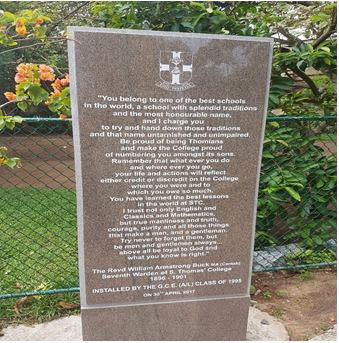 "You belong to one of the best schools
in the world, a school with splendid traditions
and the most honourable name,
and I charge you
to try and hand down those traditions
and that name untarnished and unimpaired.
Be proud of being Thomians
and make the College proud
of numbering you amongst its sons.
Remember that what ever you do
and where ever you go,
your life and actions will reflect
either credit or discredit on the College
where you were and to
which you owe so much.
You have learned the best lessons
in the world at STC,
I trust not only English and
Classics and Mathematics,
but true manliness and truth,
courage, purity and all those things
that make a man, and a gentleman.
Try never to forget them, but
be men and gentlemen always...
above all be loyal to God and
what you know is right."
The Revd William Armstrong Buck MA (Cantab)
Seventh Warden of S. Thomas' College
1896 - 1901
INSTALLED BY THE G.C.E. (A/L) CLASS OF 1995
ON 30TH APRIL 2017